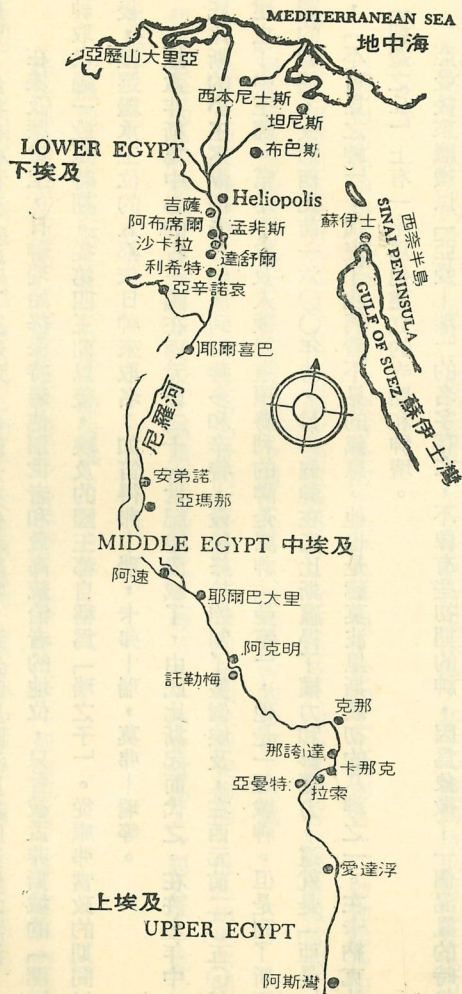 MEDITERRANEAN SEA
地中海
亞歷山大里亞
西本尼士斯
坦尼斯
布巴斯
LOWER EGYPT
下埃及
Heliopolis
吉薩
阿布席爾
孟非斯
沙卡拉
達舒爾
利希特
亞辛諾哀
耶爾喜巴
蘇伊士
西奈半島
SINAI PENINSULA
GULF OF SUEZ 蘇伊士灣
尼羅河
安弟諾
亞瑪那
MIDDLE EGYPT 中埃及
阿速
耶爾巴大里
阿克明
託勒梅
克那
那誇達
卡那克
亞曼特
拉索
愛達浮
上埃及
UPPER EGYPT
阿斯灣